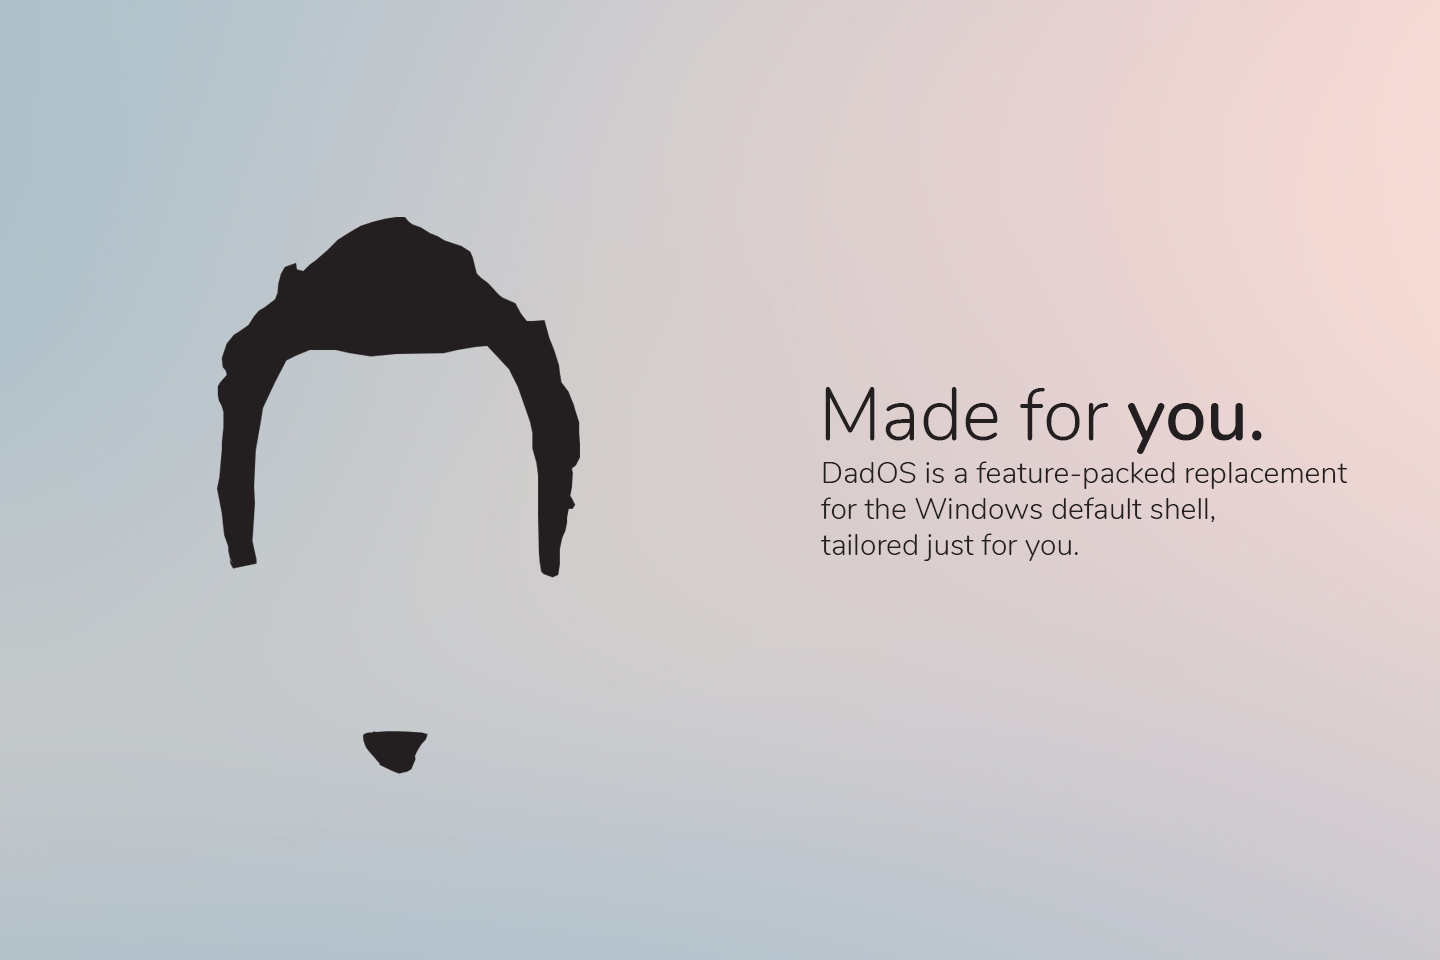 Made for you.
DadOS is a feature-packed replacement
for the Windows default shell,
tailored just for you.